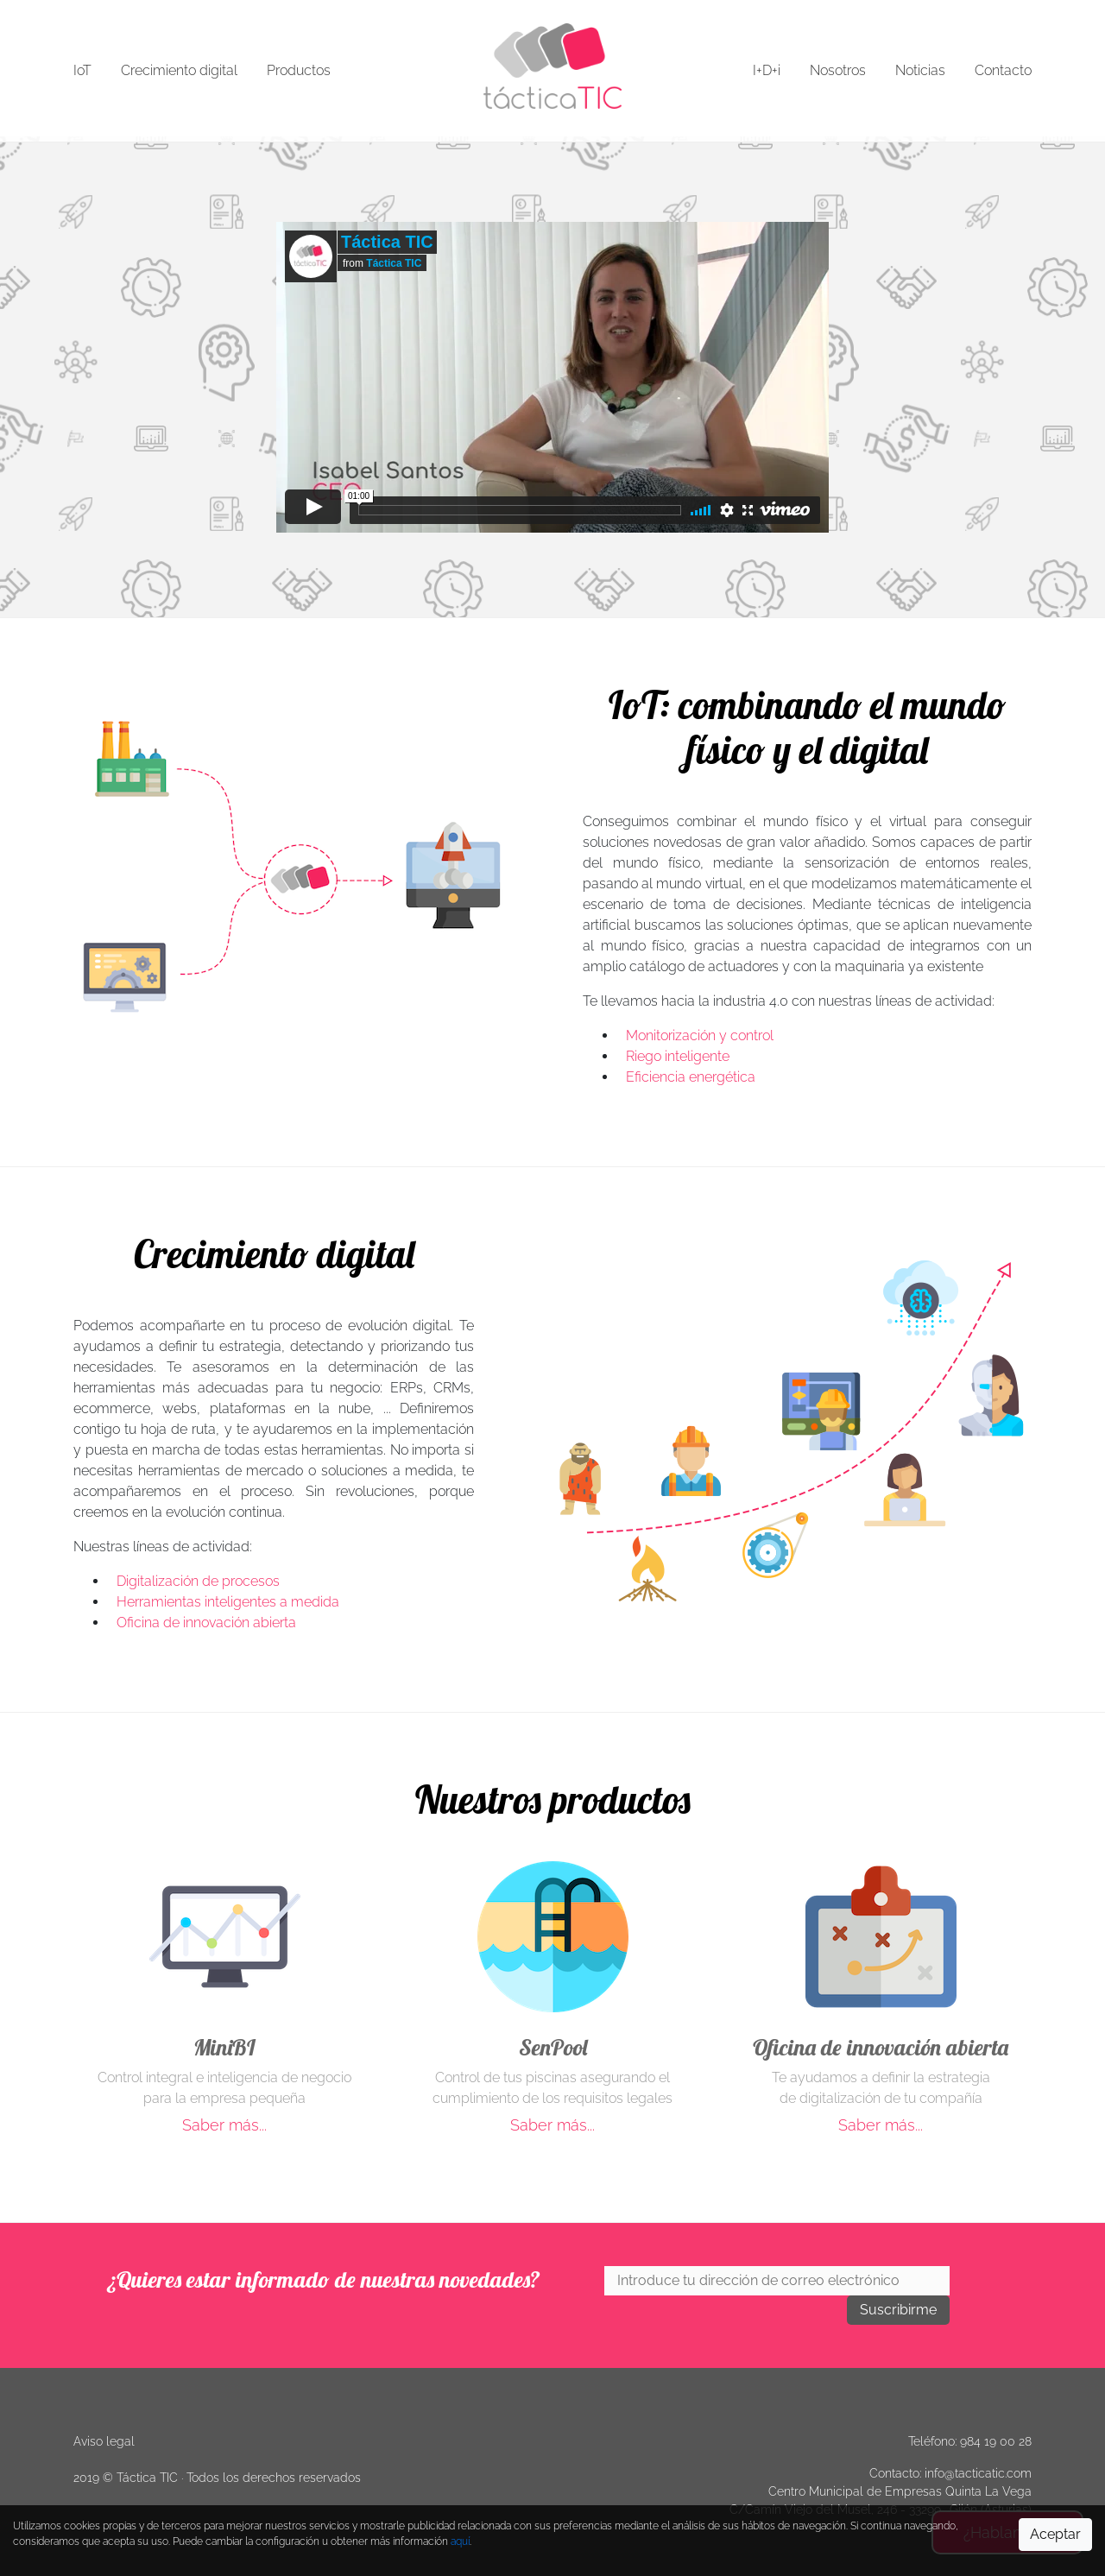 IoT
Crecimiento digital
Productos
tácticaTIC
I+D+i
Nosotros
Noticias
Contacto
tácticaTIC
Táctica TIC
from Táctica TIC
Isabel Santos
CEO
01:00
vimeo
IoT: combinando el mundo
físico y el digital
Conseguimos combinar el mundo físico y el virtual para conseguir
soluciones novedosas de gran valor añadido. Somos capaces de partir
del mundo físico, mediante la sensorización de entornos reales,
pasando al mundo virtual, en el que modelizamos matemáticamente el
escenario de toma de decisiones. Mediante técnicas de inteligencia
artificial buscamos las soluciones óptimas, que se aplican nuevamente
al mundo físico, gracias a nuestra capacidad de integrarnos con un
amplio catálogo de actuadores y con la maquinaria ya existente
Te llevamos hacia la industria 4.0 con nuestras líneas de actividad:
Monitorización y control
Riego inteligente
Eficiencia energética
Crecimiento digital
Podemos acompañarte en tu proceso de evolución digital. Te
ayudamos a definir tu estrategia, detectando y priorizando tus
necesidades. Te asesoramos en la determinación de las
herramientas más adecuadas para tu negocio: ERPs, CRMs,
ecommerce, webs, plataformas en la nube, ... Definiremos
contigo tu hoja de ruta, y te ayudaremos en la implementación
y puesta en marcha de todas estas herramientas. No importa si
necesitas herramientas de mercado o soluciones a medida, te
acompañaremos en el proceso. Sin revoluciones, porque
creemos en la evolución continua.
Nuestras líneas de actividad:
Digitalización de procesos
Herramientas inteligentes a medida
Oficina de innovación abierta
Nuestros productos
MiniBI
Control integral e inteligencia de negocio
para la empresa pequeña
Saber más...
SenPool
Control de tus piscinas asegurando el
cumplimiento de los requisitos legales
Saber más...
Oficina de innovación abierta
Te ayudamos a definir la estrategia
de digitalización de tu compañía
Saber más...
¿Quieres estar informado de nuestras novedades?
Introduce tu dirección de correo electrónico
Suscribirme
Aviso legal
2019 © Táctica TIC · Todos los derechos reservados
Teléfono: 984 19 00 28
Contacto: info@tacticatic.com
Centro Municipal de Empresas Quinta La Vega
Utilizamos cookies propias y de terceros para mejorar nuestros servicios y mostrarle publicidad relacionada con sus preferencias mediante el análisis de sus hábitos de navegación. Si continua navegando,
consideramos que acepta su uso. Puede cambiar la configuración u obtener más información aquí.
Aceptar